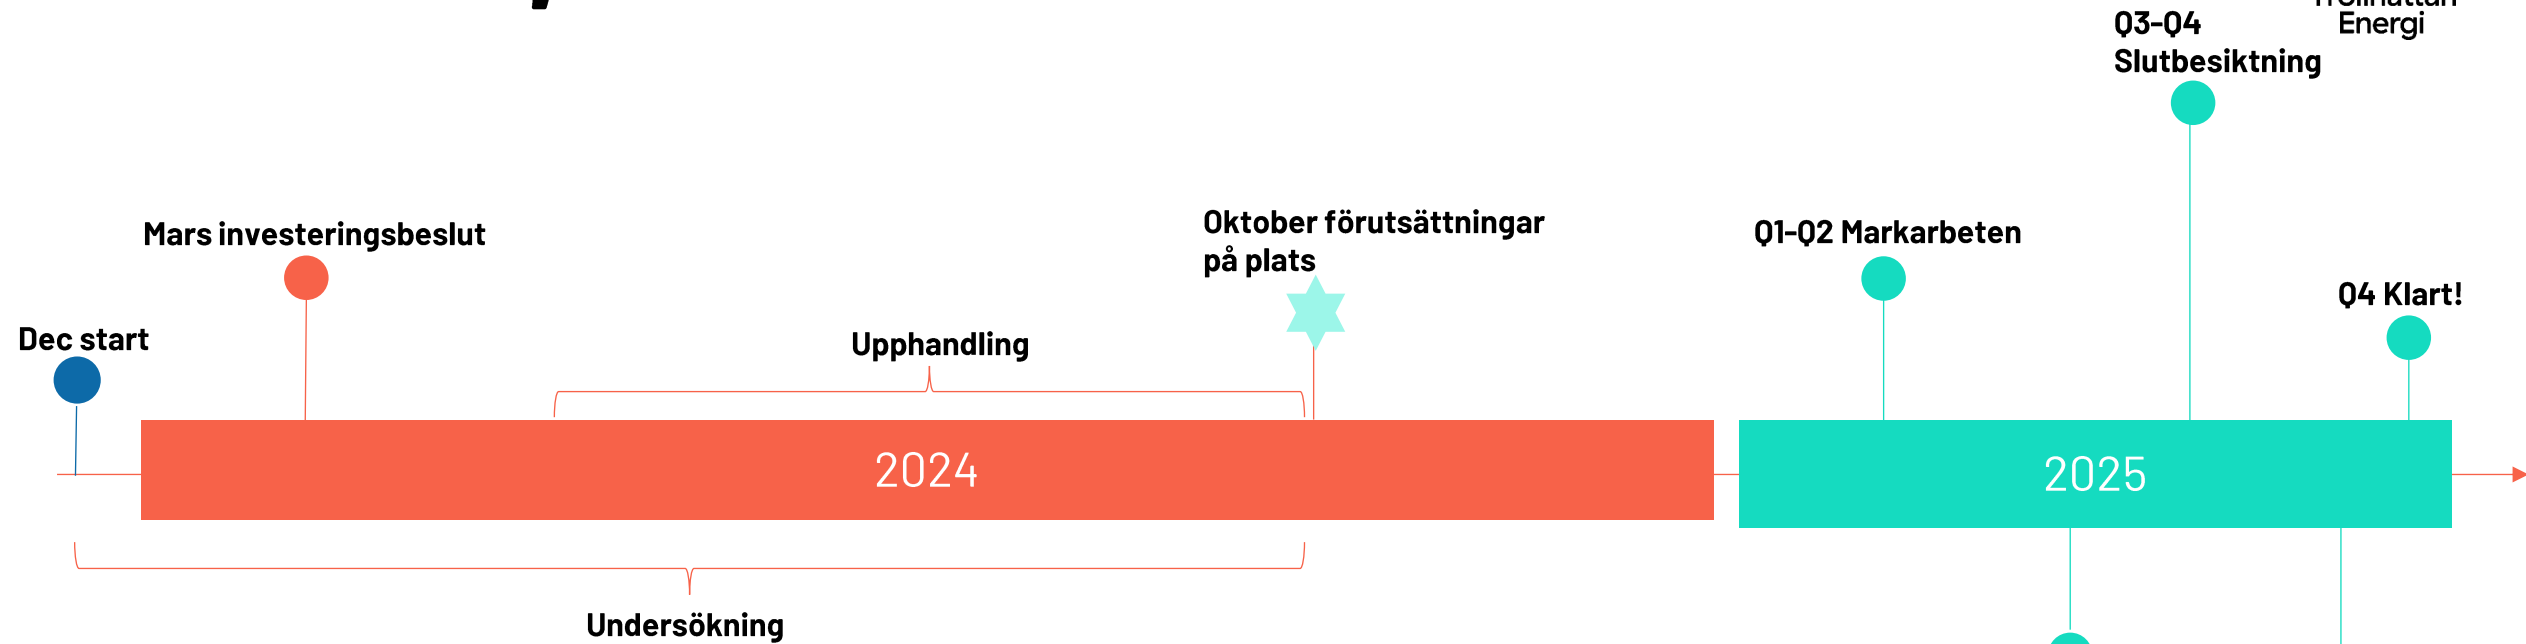 Q3-Q4
Slutbesiktning
Energi
Mars investeringsbeslut
Oktober förutsättningar
på plats
Q1-Q2 Markarbeten
Q4 Klart!
Dec start
Upphandling
2024
2025
Undersökning